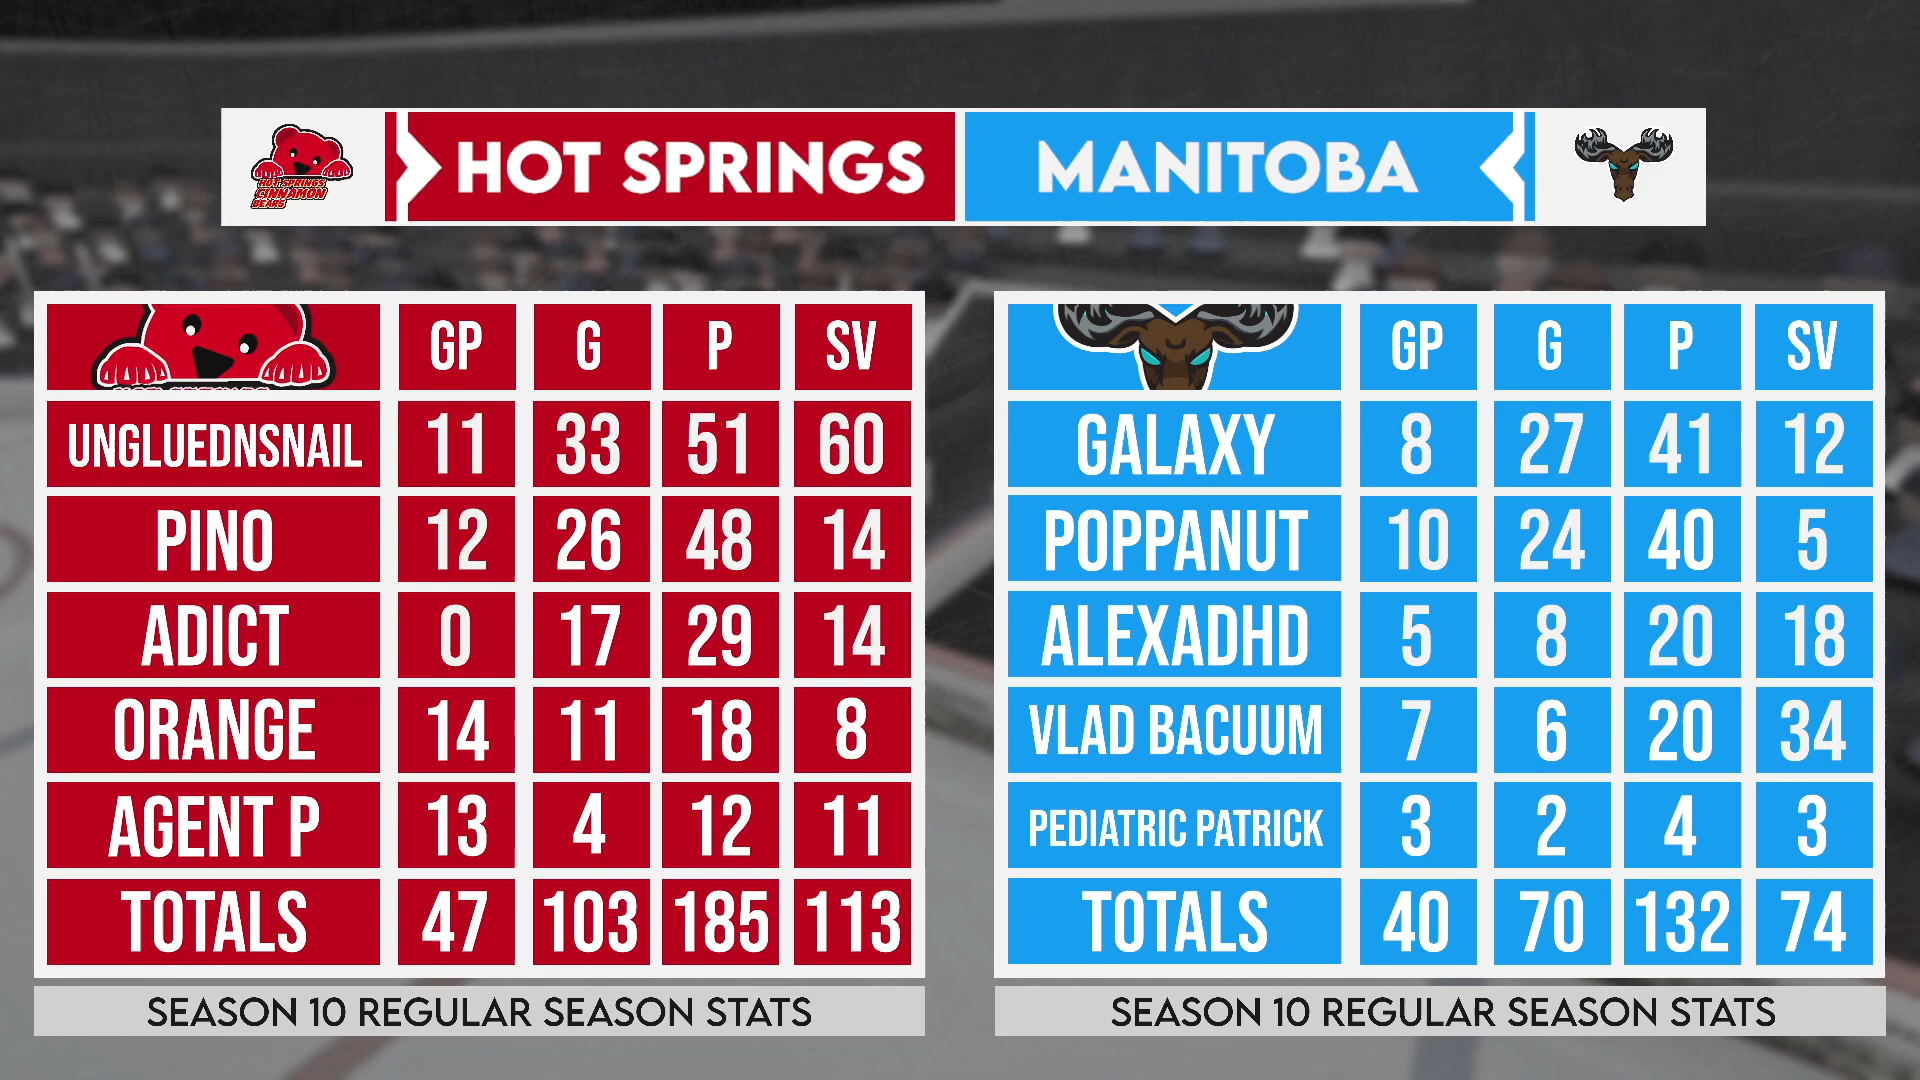 HOT SPRINGS
CINNAMON
BEARS
HOT SPRINGS MANITOBA
GP G P SV
UNGLUEDNSNAIL 11 33 51 60
PINO 12 26 48 14
ADICT 0 17 29 14
ORANGE 14 11 18 8
AGENT P 13 4 12 11
TOTALS 47 103 185 113
SEASON 10 REGULAR SEASON STATS
GP G P SV
GALAXY 8 27 41 12
POPPANUT 10 24 40 5
ALEXADHD 5 8 20 18
VLAD BACUUM 7 6 20 34
PEDIATRIC PATRICK 3 2 4 3
TOTALS 40 70 132 74
SEASON 10 REGULAR SEASON STATS